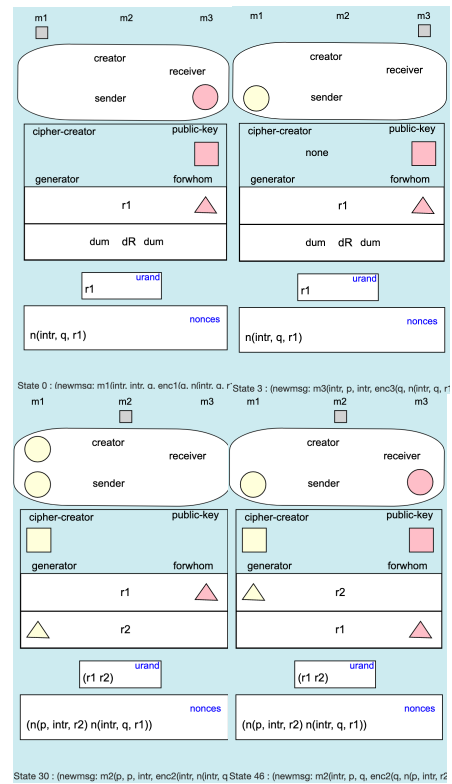 m1 m2 m3
creator
receiver
sender
cipher-creator public-key
generator forwhom
r1
dum dR dum
urand
r1
nonces
n(intr, q, r1)
m1 m2 m3
creator
receiver
sender
cipher-creator public-key
none
generator forwhom
r1
dum dR dum
urand
r1
nonces
n(intr, q, r1)
State 0 : (newmsg: m1(intr, intr, q, enc1(q, n(intr, q,
State 3 : (newmsg: m3(intr, p, intr, enc3(q, n(intr, q, r1
m1 m2 m3
creator
receiver
sender
cipher-creator public-key
generator forwhom
r1
r2
urand
(r1 r2)
nonces
(n(p, intr, r2) n(intr, q, r1))
m1 m2 m3
creator
receiver
sender
cipher-creator public-key
generator forwhom
r2
r1
urand
(r1 r2)
nonces
(n(p, intr, r2) n(intr, q, r1))
State 30 : (newmsg: m2(p, p, intr, enc2(intr, n(intr, q
State 46 : (newmsg: m2(intr, p, q, enc2(q, n(p, intr, r2